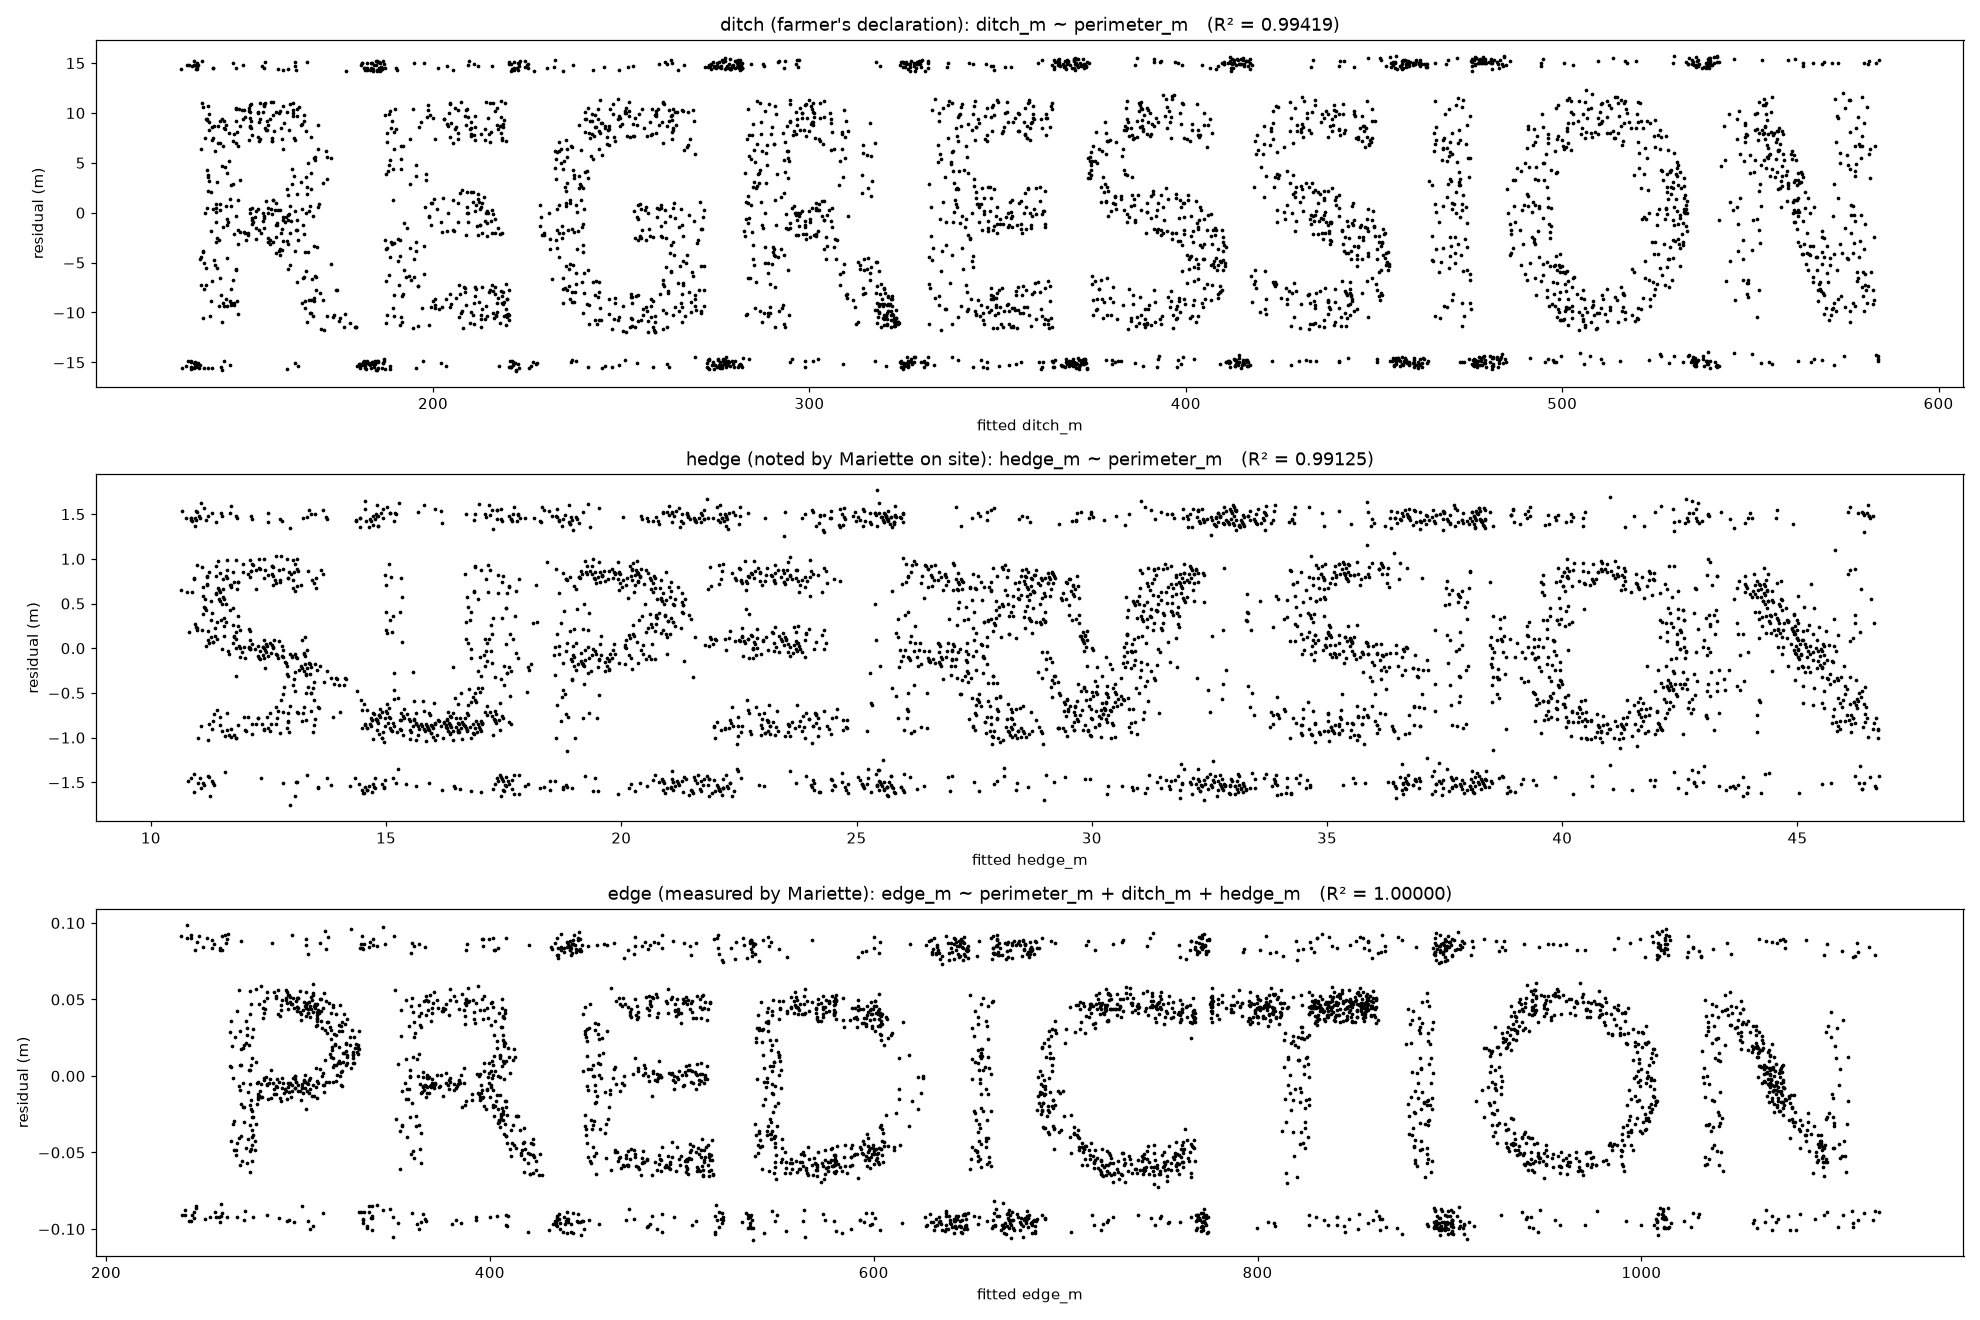 ditch (farmer's declaration): ditch_m ~ perimeter_m (R² = 0.99419)
15
10
5
0
−5
−10
−15
residual (m)
REGRESSION
200 300 400 500 600
fitted ditch_m
hedge (noted by Mariette on site): hedge_m ~ perimeter_m (R² = 0.99125)
1.5
1.0
0.5
0.0
−0.5
−1.0
−1.5
residual (m)
SUPERVISION
10 15 20 25 30 35 40 45
fitted hedge_m
edge (measured by Mariette): edge_m ~ perimeter_m + ditch_m + hedge_m (R² = 1.00000)
0.10
0.05
0.00
−0.05
−0.10
residual (m)
PREDICTION
200 400 600 800 1000
fitted edge_m